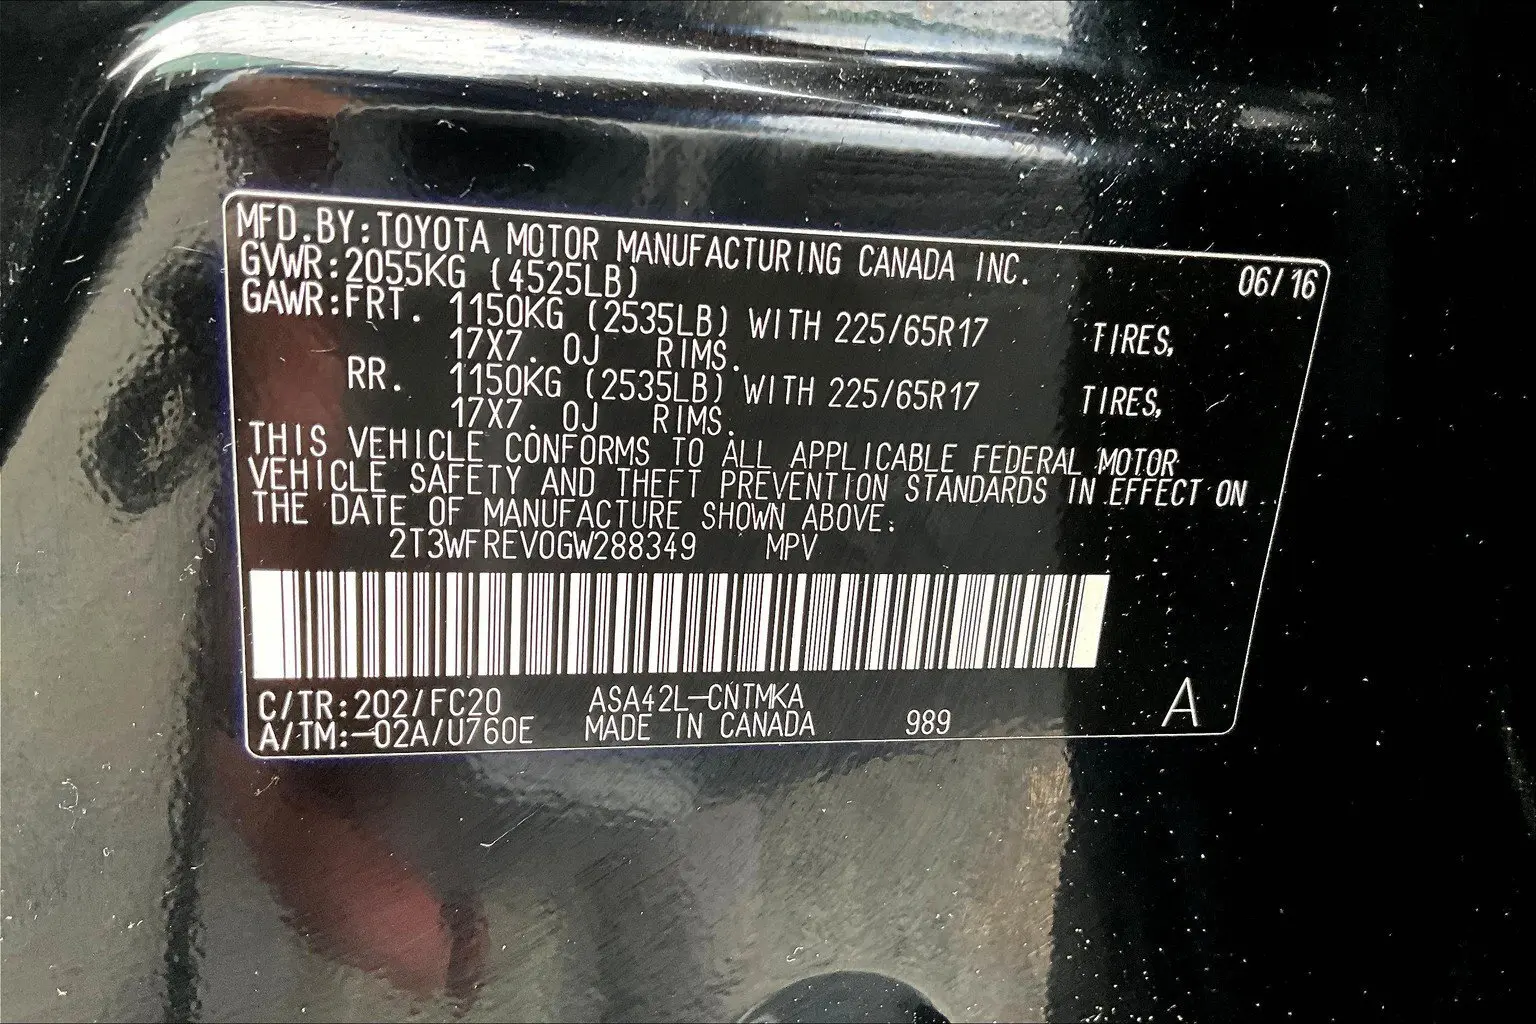 MFD.BY:TOYOTA MOTOR MANUFACTURING CANADA INC. 06/16
GVWR:2055KG (4525LB)
GAWR:FRT. 1150KG (2535LB) WITH 225/65R17 TIRES,
17X7. 0J RIMS.
RR. 1150KG (2535LB) WITH 225/65R17 TIRES,
17X7. 0J RIMS.
THIS VEHICLE CONFORMS TO ALL APPLICABLE FEDERAL MOTOR
VEHICLE SAFETY AND THEFT PREVENTION STANDARDS IN EFFECT ON
THE DATE OF MANUFACTURE SHOWN ABOVE.
2T3WFREV0GW288349 MPV
C/TR:202/FC20 ASA42L-CNTMKA
A/TM:-02A/U760E MADE IN CANADA 989 A